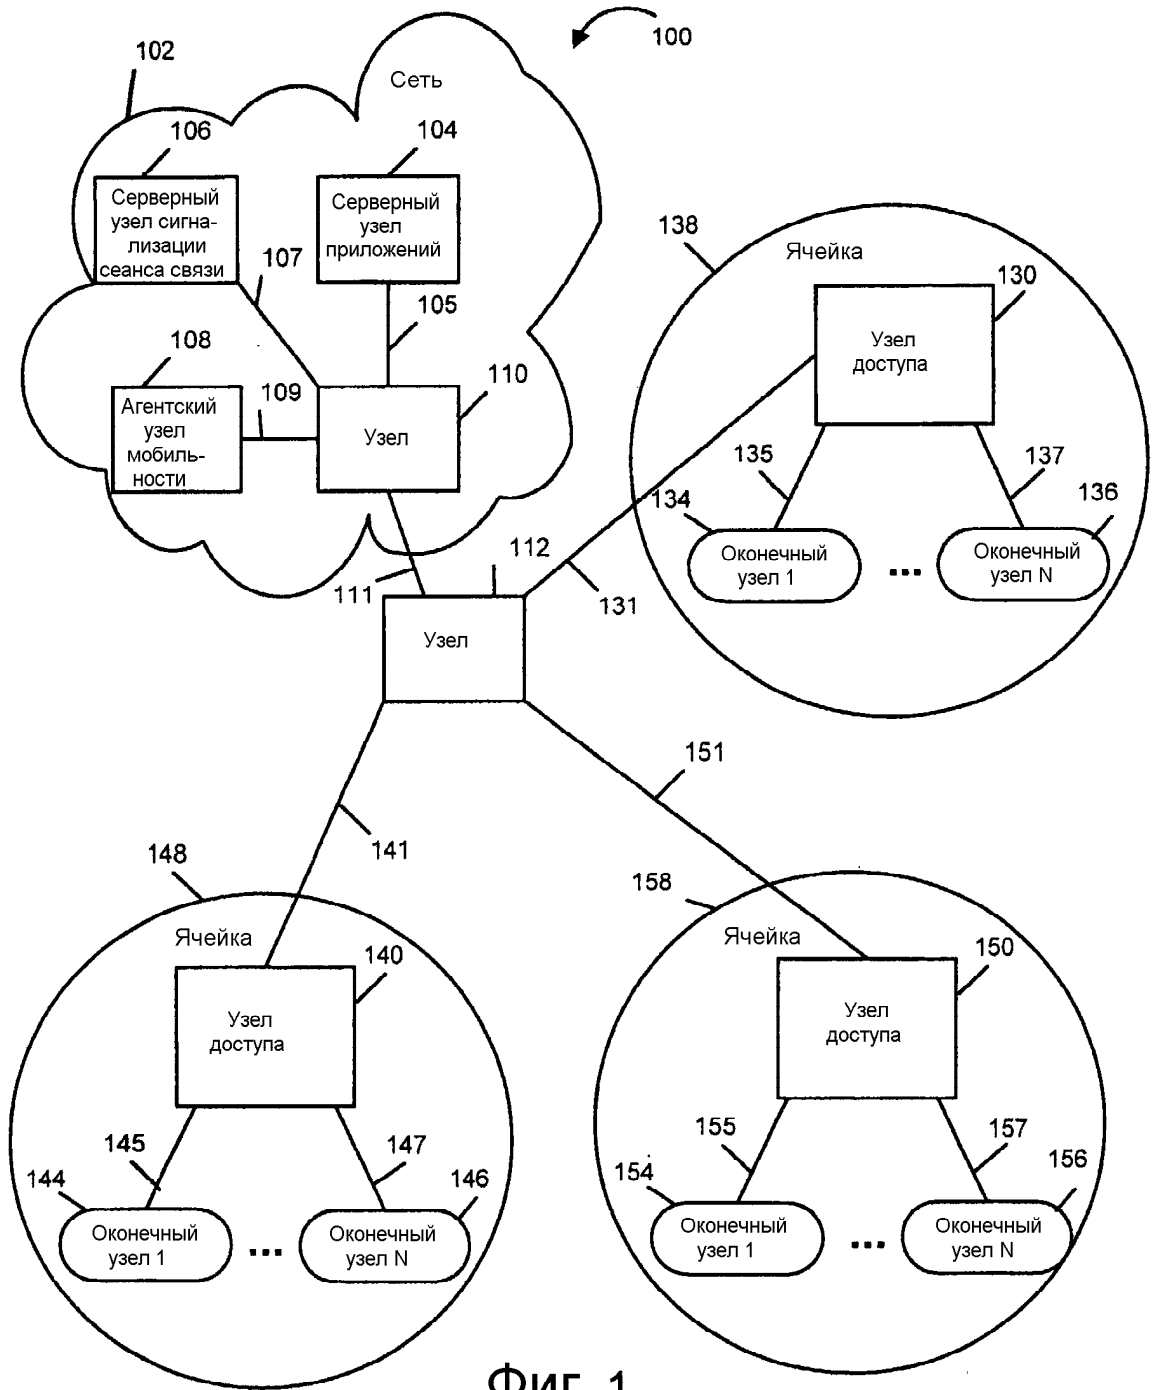 100
102
Сеть
106
104
Серверный
узел сигна-
лизации
сеанса связи
Серверный
узел
приложений
107
105
108
109
110
Агентский
узел
мобиль-
ности
Узел
111
112
Узел
131
138
Ячейка
130
Узел
доступа
135
137
134
136
Оконечный
узел 1
...
Оконечный
узел N
141
151
148
Ячейка
140
Узел
доступа
145
147
144
146
Оконечный
узел 1
...
Оконечный
узел N
158
Ячейка
150
Узел
доступа
155
157
154
156
Оконечный
узел 1
...
Оконечный
узел N
Фиг. 1